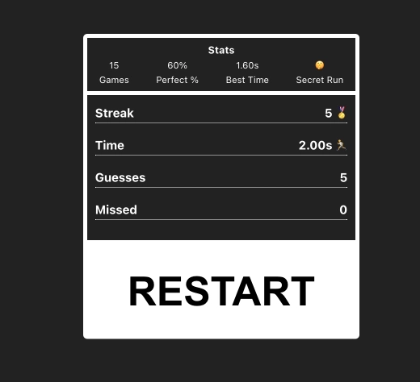 Stats
15 60% 1.60s 🤫
Games Perfect % Best Time Secret Run
Streak 5 🏅
Time 2.00s 🏃
Guesses 5
Missed 0
RESTART